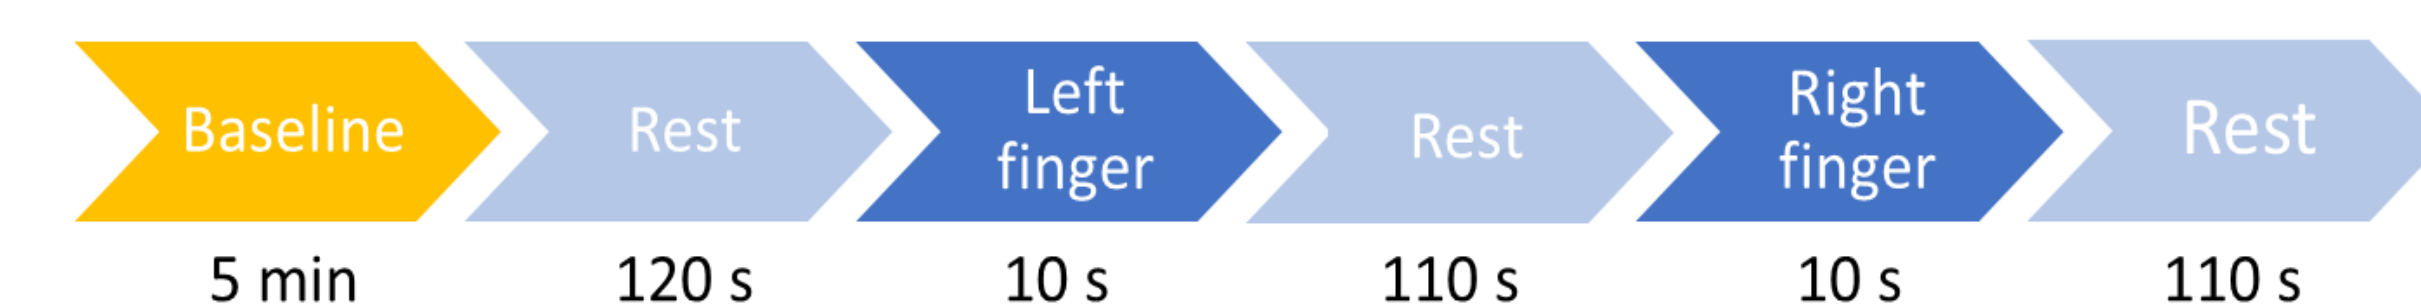 Baseline
Rest
Left
finger
Rest
Right
finger
Rest
5 min
120 s
10 s
110 s
10 s
110 s